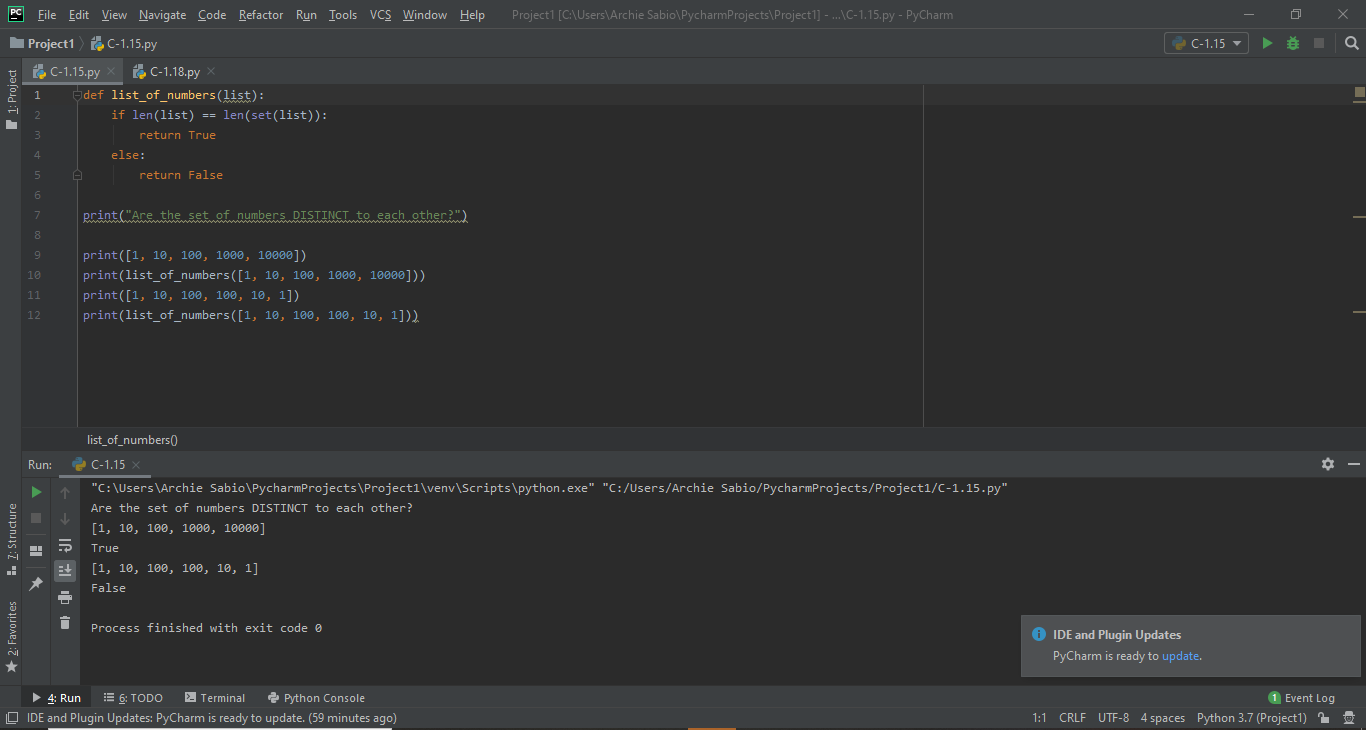 PC File Edit View Navigate Code Refactor Run Tools VCS Window Help Project1 [C:\Users\Archie Sabio\PycharmProjects\Project1] - ...\C-1.15.py - PyCharm
Project1 C-1.15.py C-1.15
C-1.15.py C-1.18.py
1: Project
1 def list_of_numbers(list):
2 if len(list) == len(set(list)):
3 return True
4 else:
5 return False
6
7 print("Are the set of numbers DISTINCT to each other?")
8
9 print([1, 10, 100, 1000, 10000])
10 print(list_of_numbers([1, 10, 100, 1000, 10000]))
11 print([1, 10, 100, 100, 10, 1])
12 print(list_of_numbers([1, 10, 100, 100, 10, 1]))
list_of_numbers()
Run: C-1.15
"C:\Users\Archie Sabio\PycharmProjects\Project1\venv\Scripts\python.exe" "C:/Users/Archie Sabio/PycharmProjects/Project1/C-1.15.py"
Are the set of numbers DISTINCT to each other?
[1, 10, 100, 1000, 10000]
True
[1, 10, 100, 100, 10, 1]
False
Process finished with exit code 0
7: Structure
2: Favorites
IDE and Plugin Updates
PyCharm is ready to update.
4: Run 6: TODO Terminal Python Console 1 Event Log
IDE and Plugin Updates: PyCharm is ready to update. (59 minutes ago) 1:1 CRLF UTF-8 4 spaces Python 3.7 (Project1)